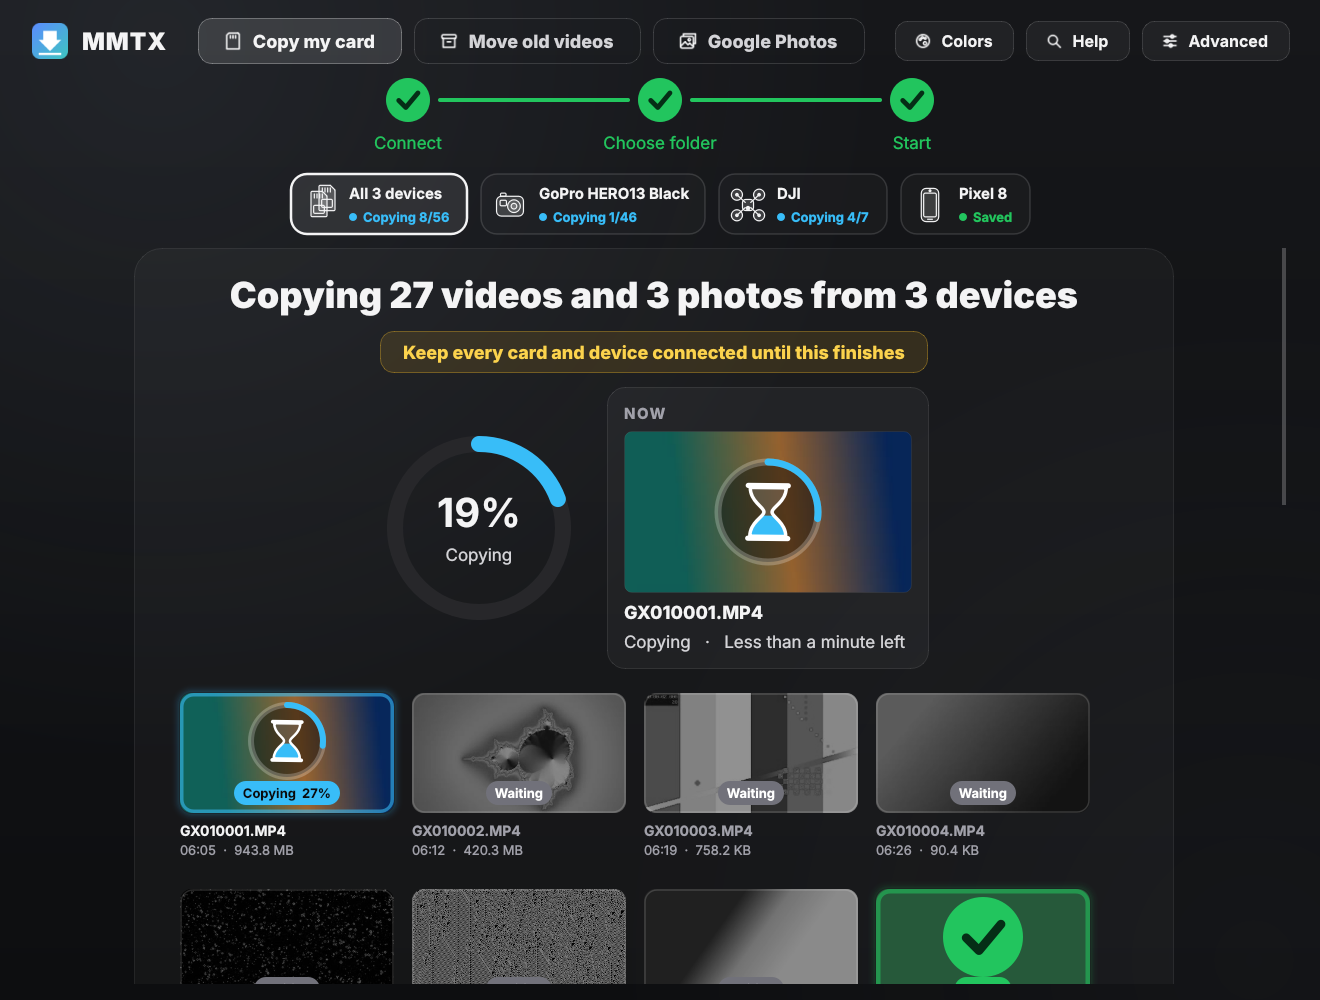 MMTX
Copy my card
Move old videos
Google Photos
Colors
Help
Advanced
Connect
Choose folder
Start
All 3 devices
Copying 8/56
GoPro HERO13 Black
Copying 1/46
DJI
Copying 4/7
Pixel 8
Saved
Copying 27 videos and 3 photos from 3 devices
Keep every card and device connected until this finishes
19%
Copying
NOW
GX010001.MP4
Copying · Less than a minute left
Copying 27%
Waiting
Waiting
Waiting
GX010001.MP4
GX010002.MP4
GX010003.MP4
GX010004.MP4
06:05 · 943.8 MB
06:12 · 420.3 MB
06:19 · 758.2 KB
06:26 · 90.4 KB